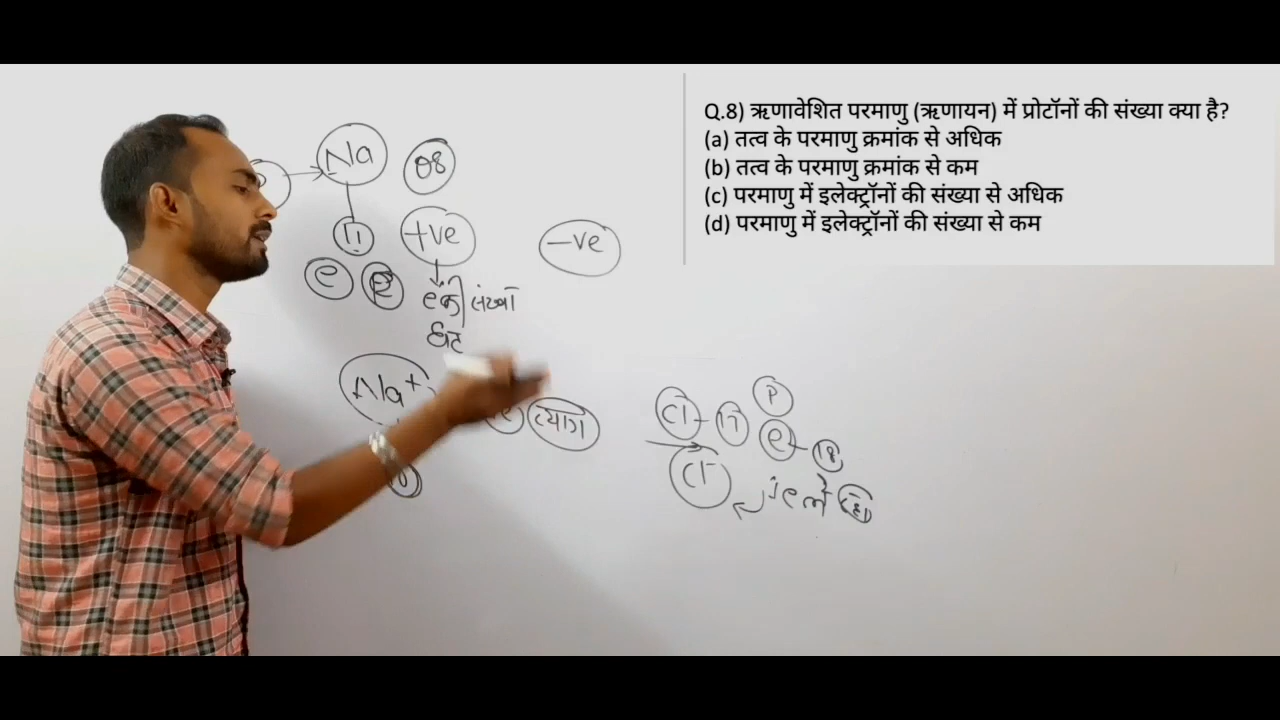 Q.8) ऋणावेशित परमाणु (ऋणायन) में प्रोटॉनों की संख्या क्या है?
(a) तत्व के परमाणु क्रमांक से अधिक
(b) तत्व के परमाणु क्रमांक से कम
(c) परमाणु में इलेक्ट्रॉनों की संख्या से अधिक
(d) परमाणु में इलेक्ट्रॉनों की संख्या से कम
Na 08
11 +ve -ve
e P
e की संख्या
घट
Na+ e त्याग
P
Cl - 17 e - 18
Cl-